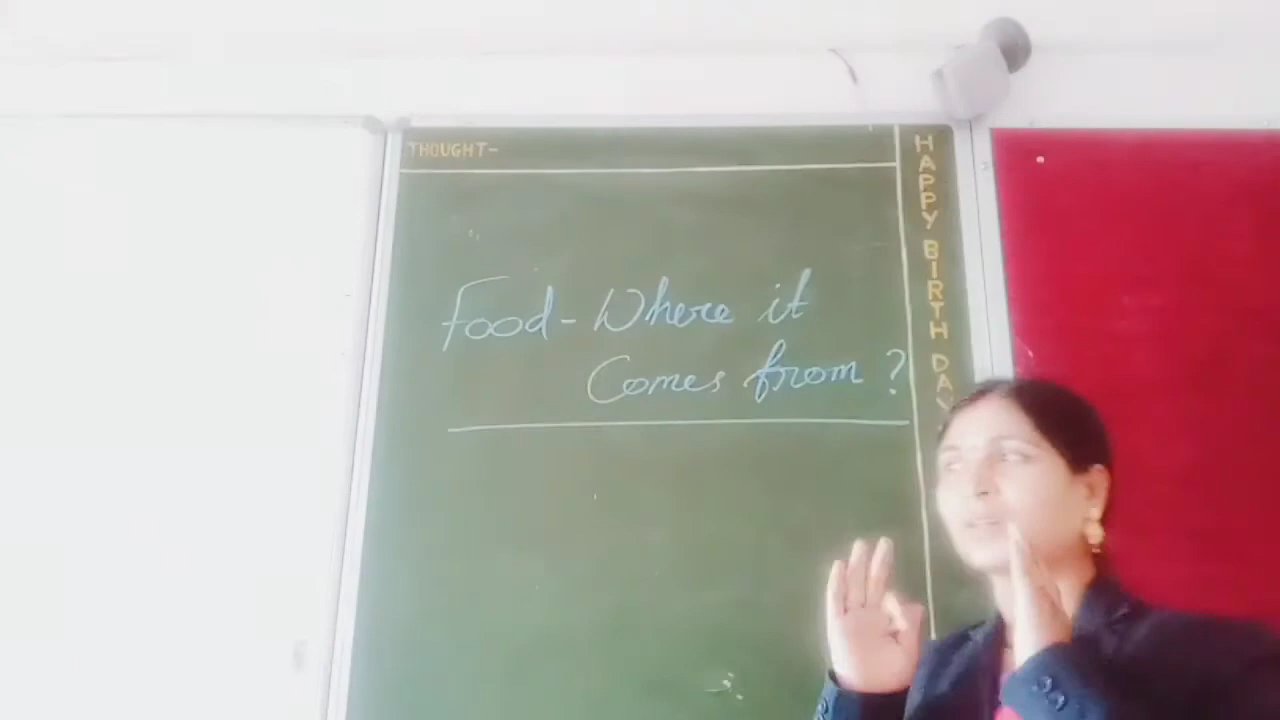 THOUGHT-
Food - Where it
Comes from ?
HAPPY BIRTH DAY